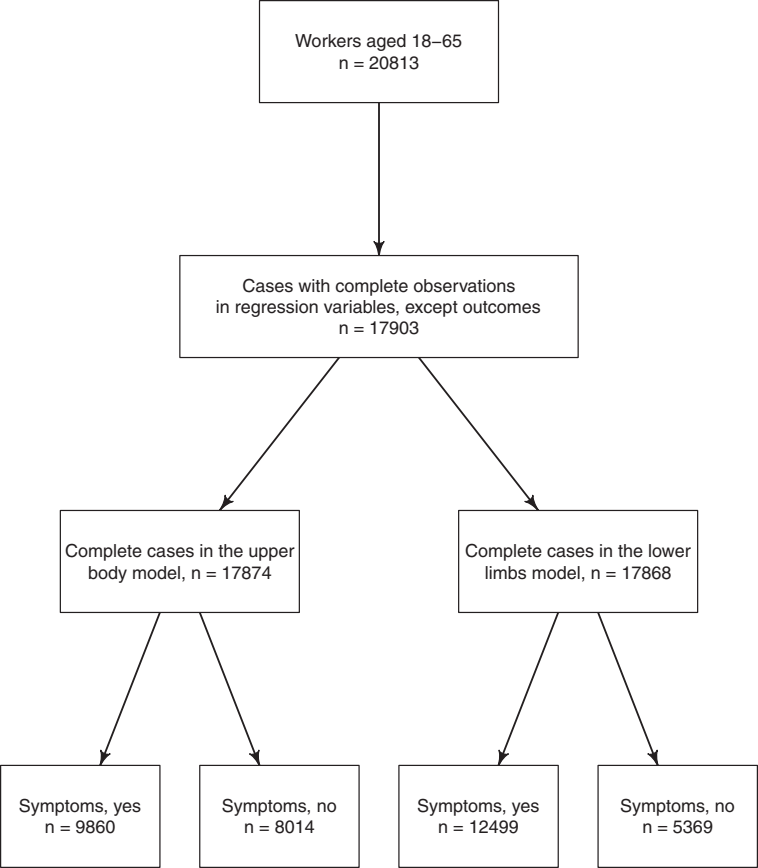 Workers aged 18–65
n = 20813
Cases with complete observations
in regression variables, except outcomes
n = 17903
Complete cases in the upper
body model, n = 17874
Complete cases in the lower
limbs model, n = 17868
Symptoms, yes
n = 9860
Symptoms, no
n = 8014
Symptoms, yes
n = 12499
Symptoms, no
n = 5369